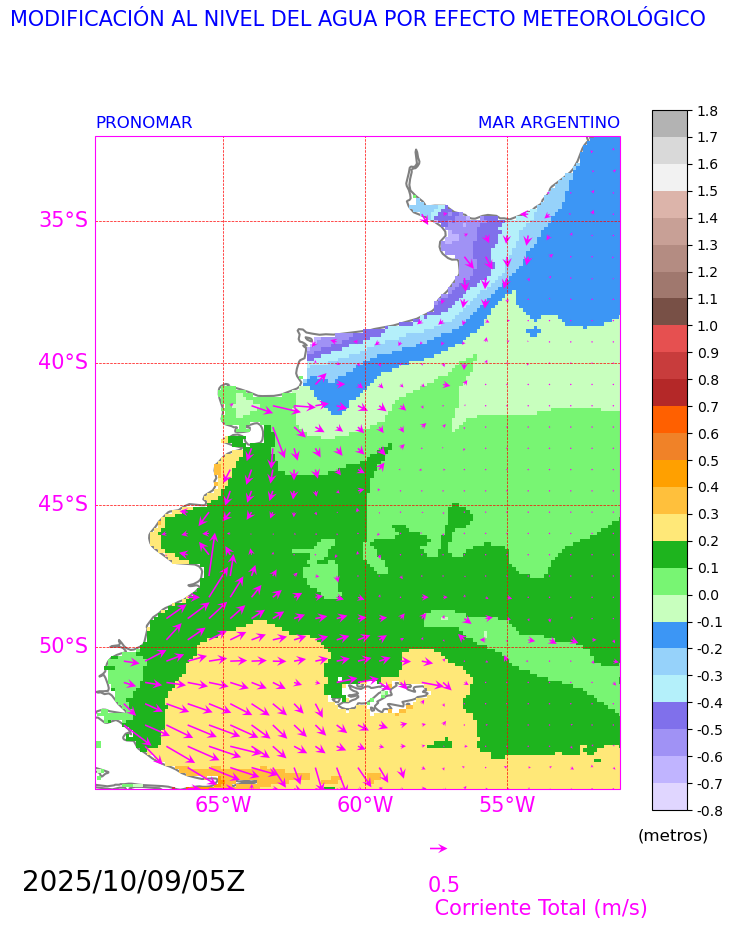 MODIFICACIÓN AL NIVEL DEL AGUA POR EFECTO METEOROLÓGICO
PRONOMAR
MAR ARGENTINO
35°S
40°S
45°S
50°S
65°W
60°W
55°W
1.8
1.7
1.6
1.5
1.4
1.3
1.2
1.1
1.0
0.9
0.8
0.7
0.6
0.5
0.4
0.3
0.2
0.1
0.0
-0.1
-0.2
-0.3
-0.4
-0.5
-0.6
-0.7
-0.8
(metros)
2025/10/09/05Z
0.5
Corriente Total (m/s)